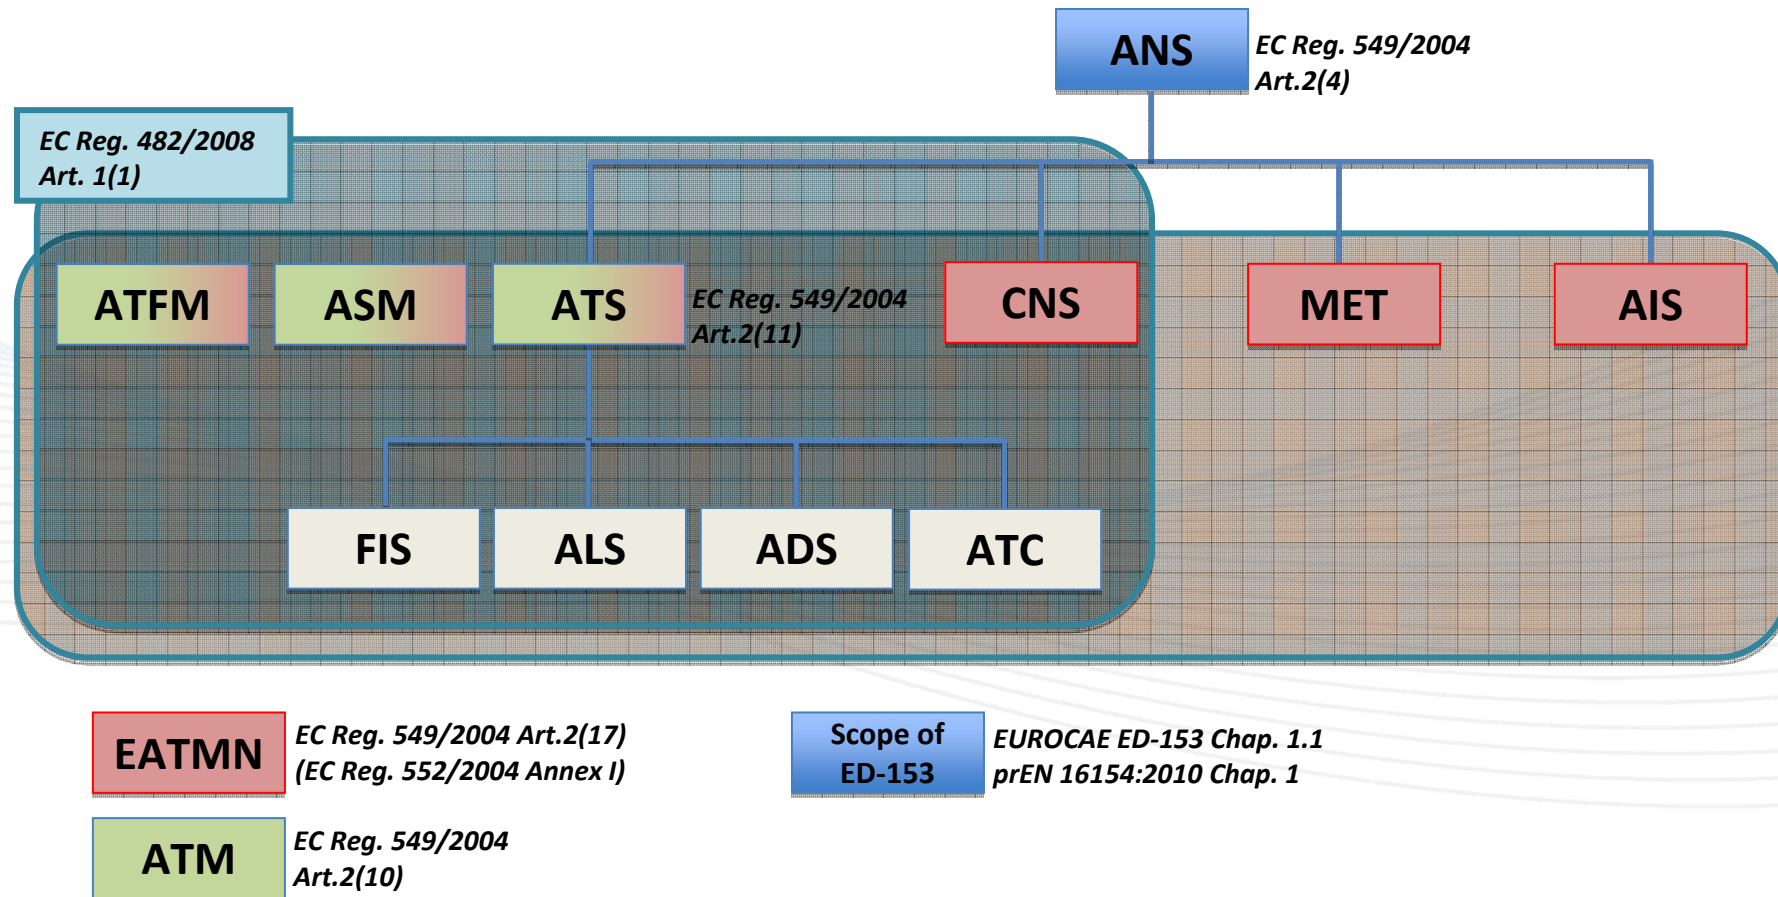 ANS
EC Reg. 549/2004
Art.2(4)
EC Reg. 482/2008
Art. 1(1)
ATFM
ASM
ATS
EC Reg. 549/2004
Art.2(11)
CNS
MET
AIS
FIS
ALS
ADS
ATC
EATMN
EC Reg. 549/2004 Art.2(17)
(EC Reg. 552/2004 Annex I)
Scope of
ED-153
EUROCAE ED-153 Chap. 1.1
prEN 16154:2010 Chap. 1
ATM
EC Reg. 549/2004
Art.2(10)